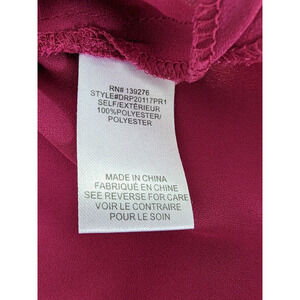 RN# 139276
STYLE#DRP20117PR1
SELF/EXTÉRIEUR
100%POLYESTER/
POLYESTER
MADE IN CHINA
FABRIQUÉ EN CHINE
SEE REVERSE FOR CARE
VOIR LE CONTRAIRE
POUR LE SOIN